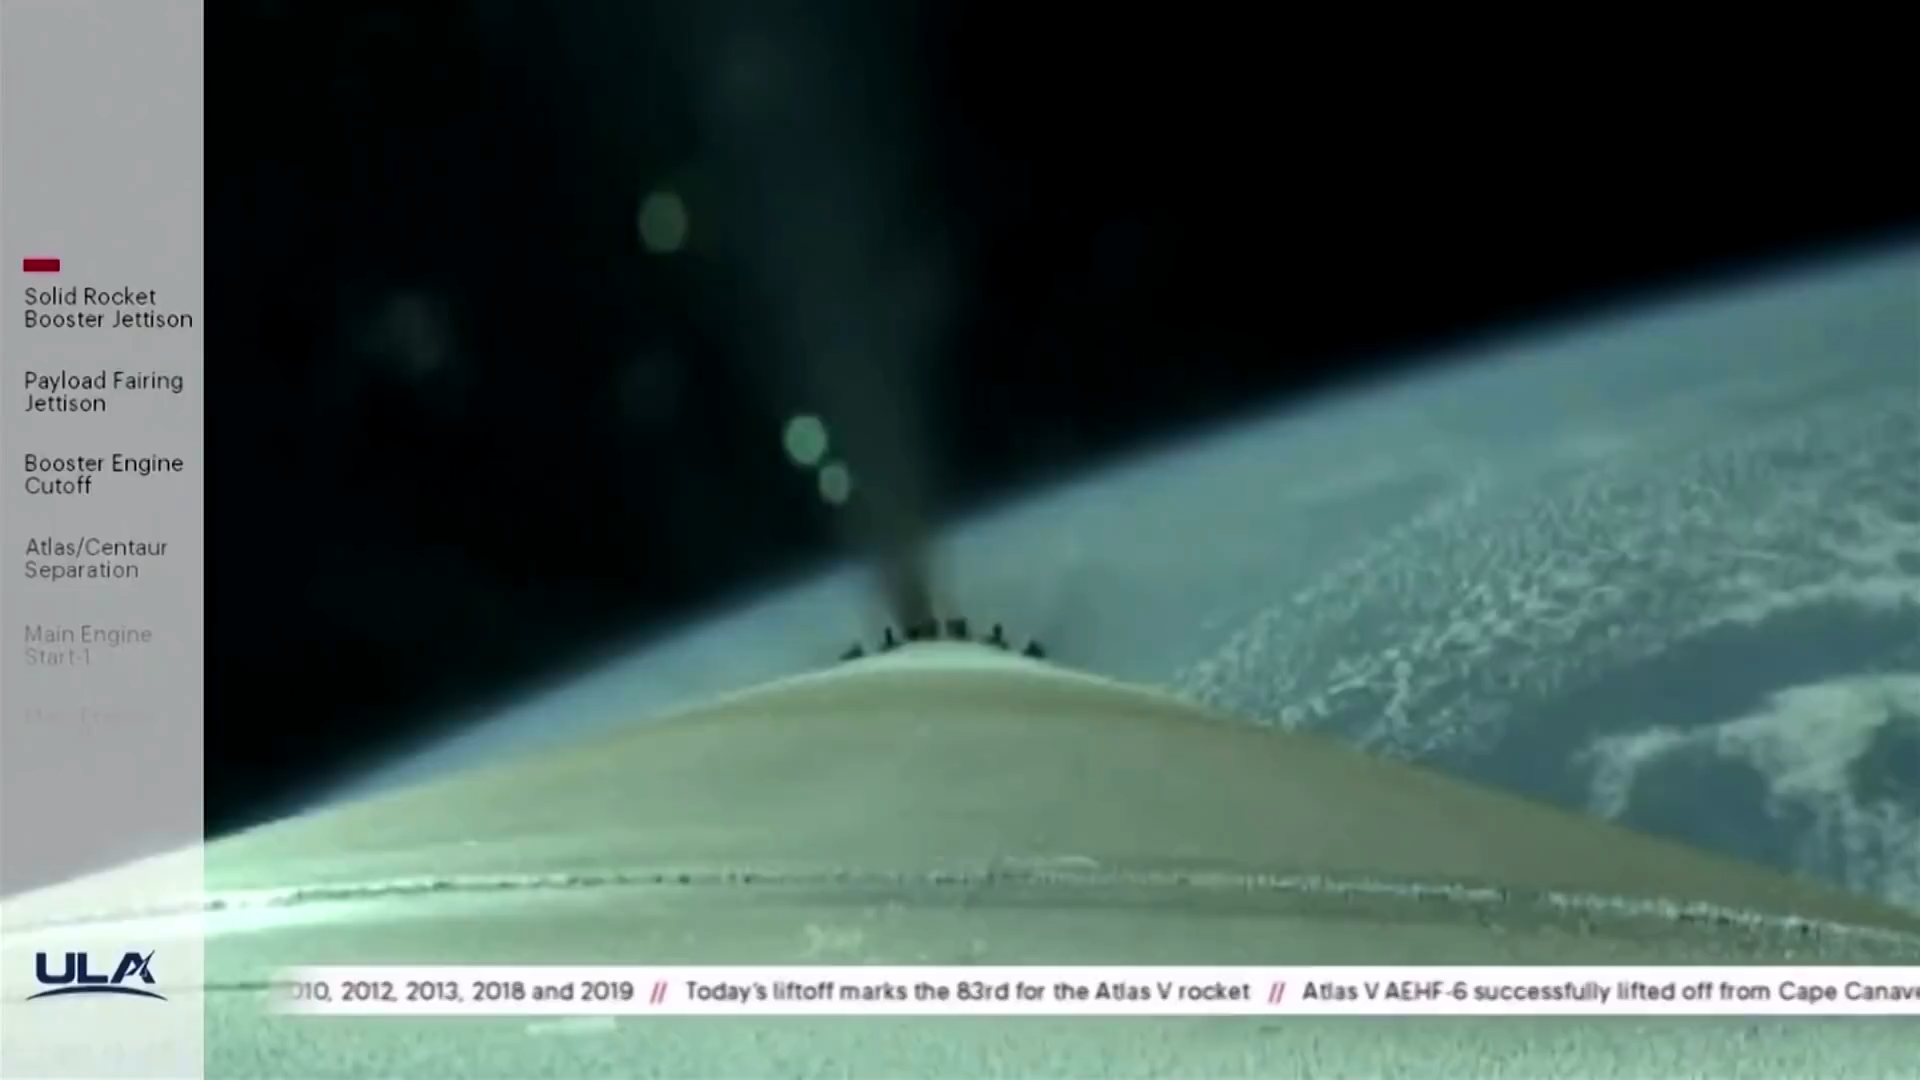 Solid Rocket
Booster Jettison
Payload Fairing
Jettison
Booster Engine
Cutoff
Atlas/Centaur
Separation
Main Engine
Start-1
Main Engine
ULA
010, 2012, 2013, 2018 and 2019 // Today's liftoff marks the 83rd for the Atlas V rocket // Atlas V AEHF-6 successfully lifted off from Cape Canave